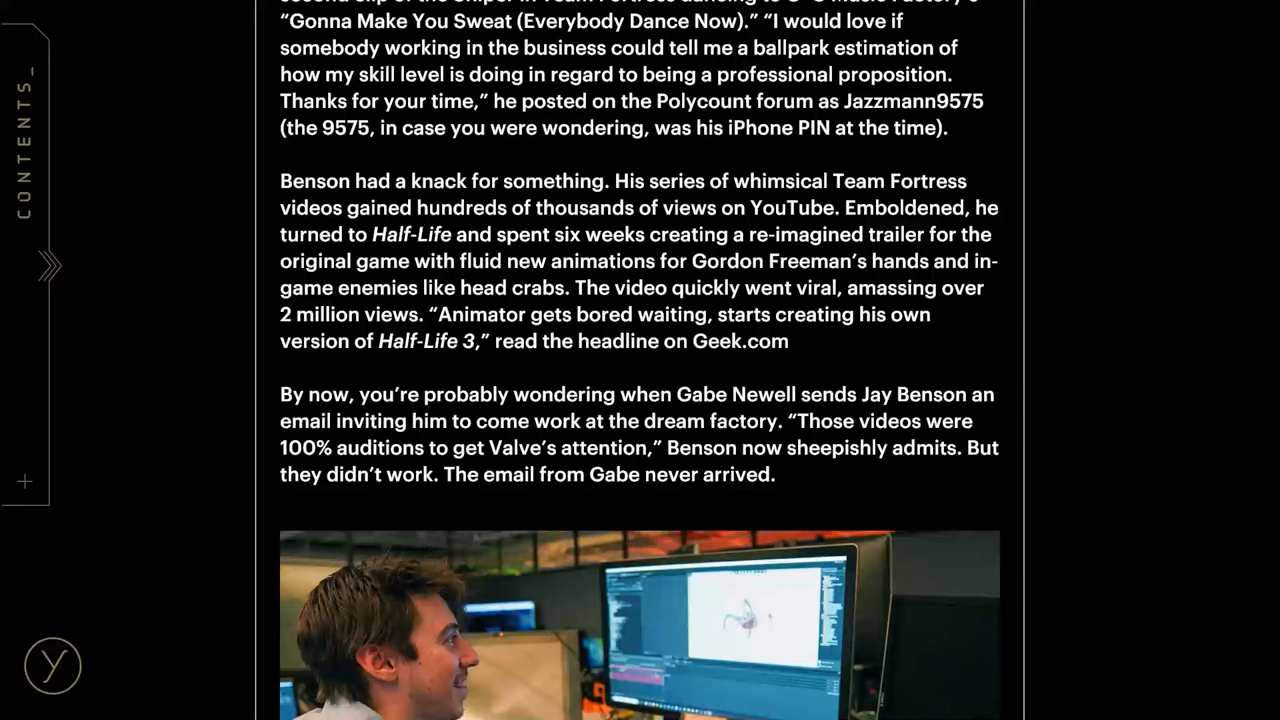 “Gonna Make You Sweat (Everybody Dance Now).” “I would love if
somebody working in the business could tell me a ballpark estimation of
how my skill level is doing in regard to being a professional proposition.
Thanks for your time,” he posted on the Polycount forum as Jazzmann9575
(the 9575, in case you were wondering, was his iPhone PIN at the time).
Benson had a knack for something. His series of whimsical Team Fortress
videos gained hundreds of thousands of views on YouTube. Emboldened, he
turned to Half-Life and spent six weeks creating a re-imagined trailer for the
original game with fluid new animations for Gordon Freeman’s hands and in-
game enemies like head crabs. The video quickly went viral, amassing over
2 million views. “Animator gets bored waiting, starts creating his own
version of Half-Life 3,” read the headline on Geek.com
By now, you’re probably wondering when Gabe Newell sends Jay Benson an
email inviting him to come work at the dream factory. “Those videos were
100% auditions to get Valve’s attention,” Benson now sheepishly admits. But
they didn’t work. The email from Gabe never arrived.
CONTENTS_
+
y